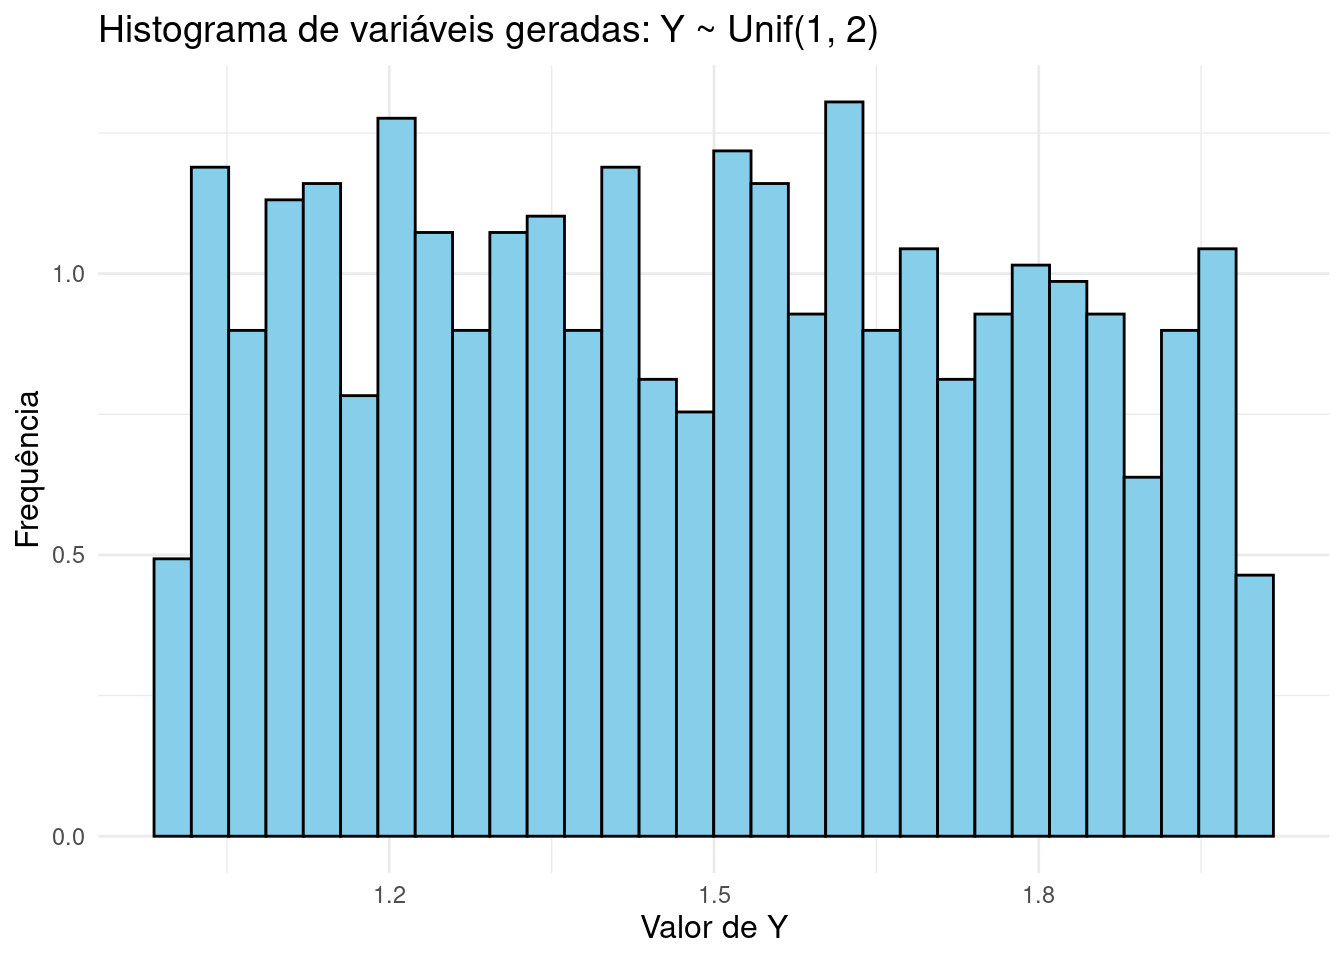 Histograma de variáveis geradas: Y ~ Unif(1, 2)
Frequência
1.0
0.5
0.0
1.2 1.5 1.8
Valor de Y